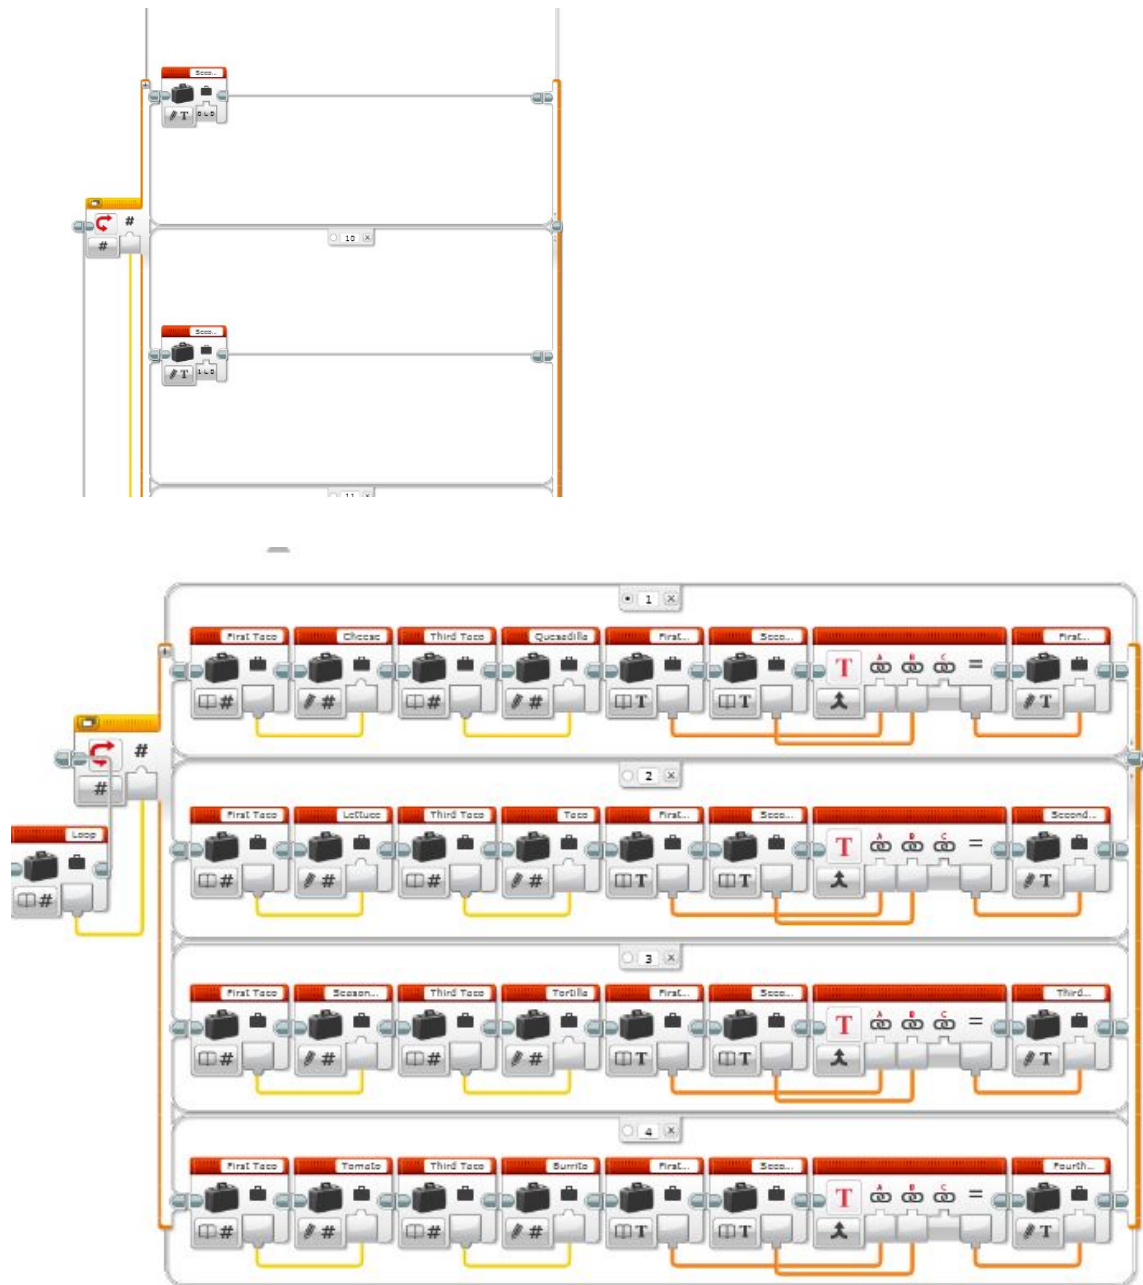 Seco...
#
T
#
10
Seco...
T
11
1
First Taco Cheese Third Taco Quesadilla First... Seco... First...
T A B C =
#
# # # # # T T T
2
First Taco Lettuce Third Taco Taco First... Seco... Second...
T A B C =
Loop
# # # # T T T
#
3
First Taco Season... Third Taco Tortilla First... Seco... Third...
T A B C =
# # # # T T T
4
First Taco Tomato Third Taco Burrito First... Seco... Fourth...
T A B C =
# # # # T T T